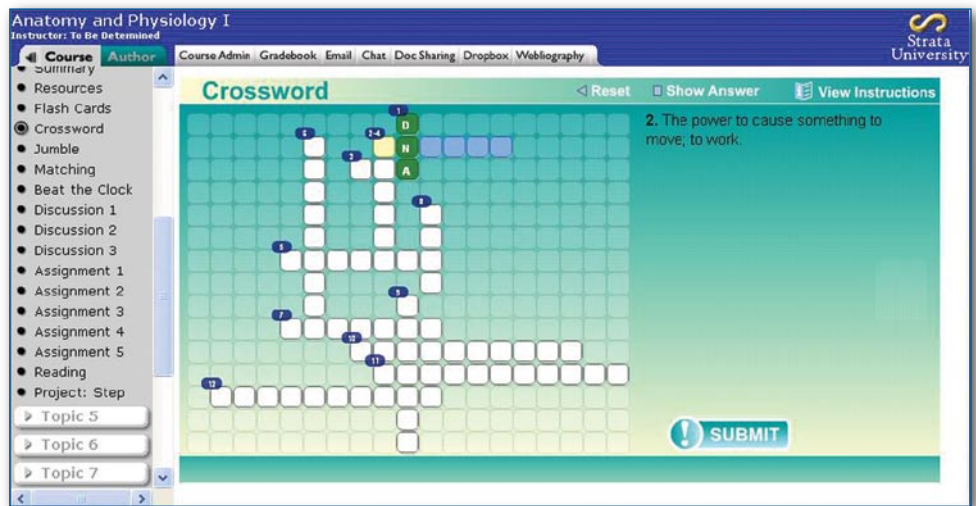 Anatomy and Physiology I
Instructor: To Be Determined
Strata
University
Course Author Course Admin Gradebook Email Chat Doc Sharing Dropbox Webliography
Summary
Resources
Flash Cards
Crossword
Jumble
Matching
Beat the Clock
Discussion 1
Discussion 2
Discussion 3
Assignment 1
Assignment 2
Assignment 3
Assignment 4
Assignment 5
Reading
Project: Step
Topic 5
Topic 6
Topic 7
Crossword Reset Show Answer View Instructions
1
D
6 2-4
N
3
A
5
9
7
10
11
12
2. The power to cause something to
move; to work.
! SUBMIT